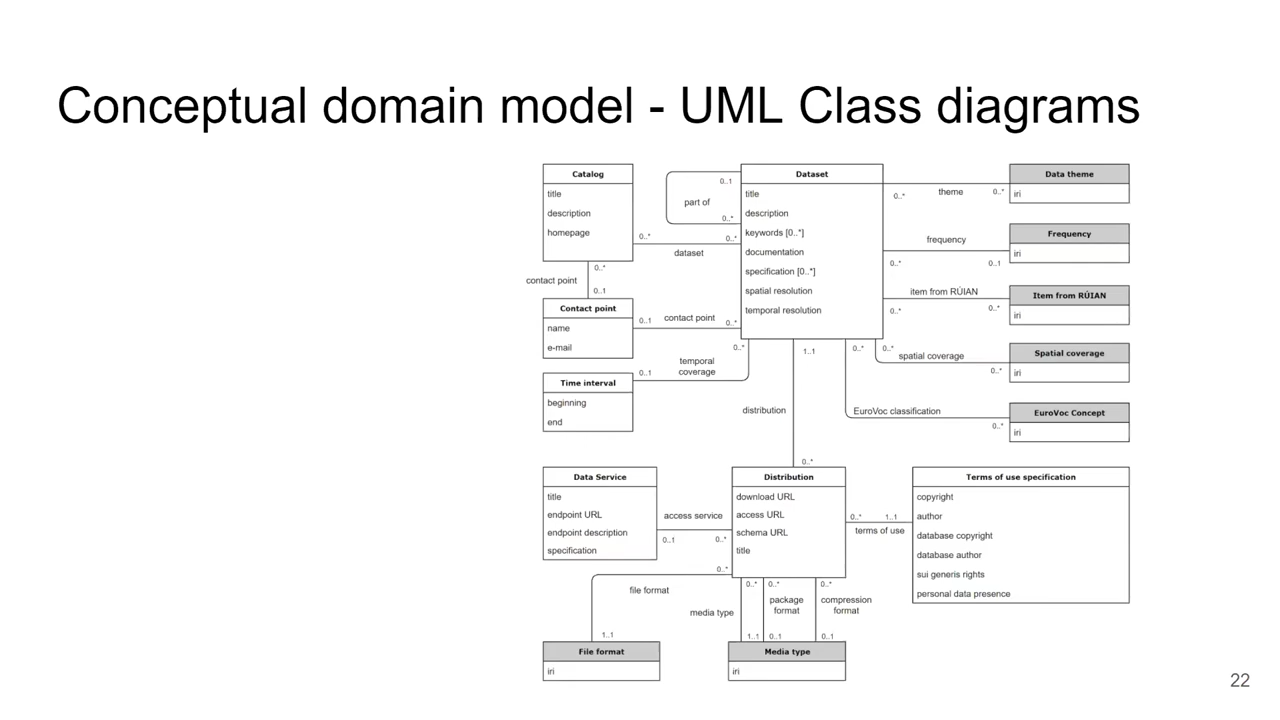 Conceptual domain model - UML Class diagrams
Catalog
title
description
homepage
0..1
part of
0..*
Dataset
title
description
keywords [0..*]
documentation
specification [0..*]
spatial resolution
temporal resolution
0..*
theme
0..*
Data theme
iri
0..*
dataset
0..*
frequency
0..*
0..1
Frequency
iri
contact point
0..*
0..1
item from RÚIAN
0..*
0..*
Item from RÚIAN
iri
Contact point
name
e-mail
0..1
contact point
0..*
0..*
temporal
coverage
0..1
Time interval
beginning
end
1..1
distribution
0..*
0..*
0..*
spatial coverage
0..*
Spatial coverage
iri
EuroVoc classification
0..*
EuroVoc Concept
iri
Data Service
title
endpoint URL
endpoint description
specification
access service
0..1
0..*
Distribution
download URL
access URL
schema URL
title
0..*
1..1
terms of use
Terms of use specification
copyright
author
database copyright
database author
sui generis rights
personal data presence
0..*
file format
1..1
0..*
media type
1..1
0..*
package
format
0..1
0..*
compression
format
0..1
File format
iri
Media type
iri
22